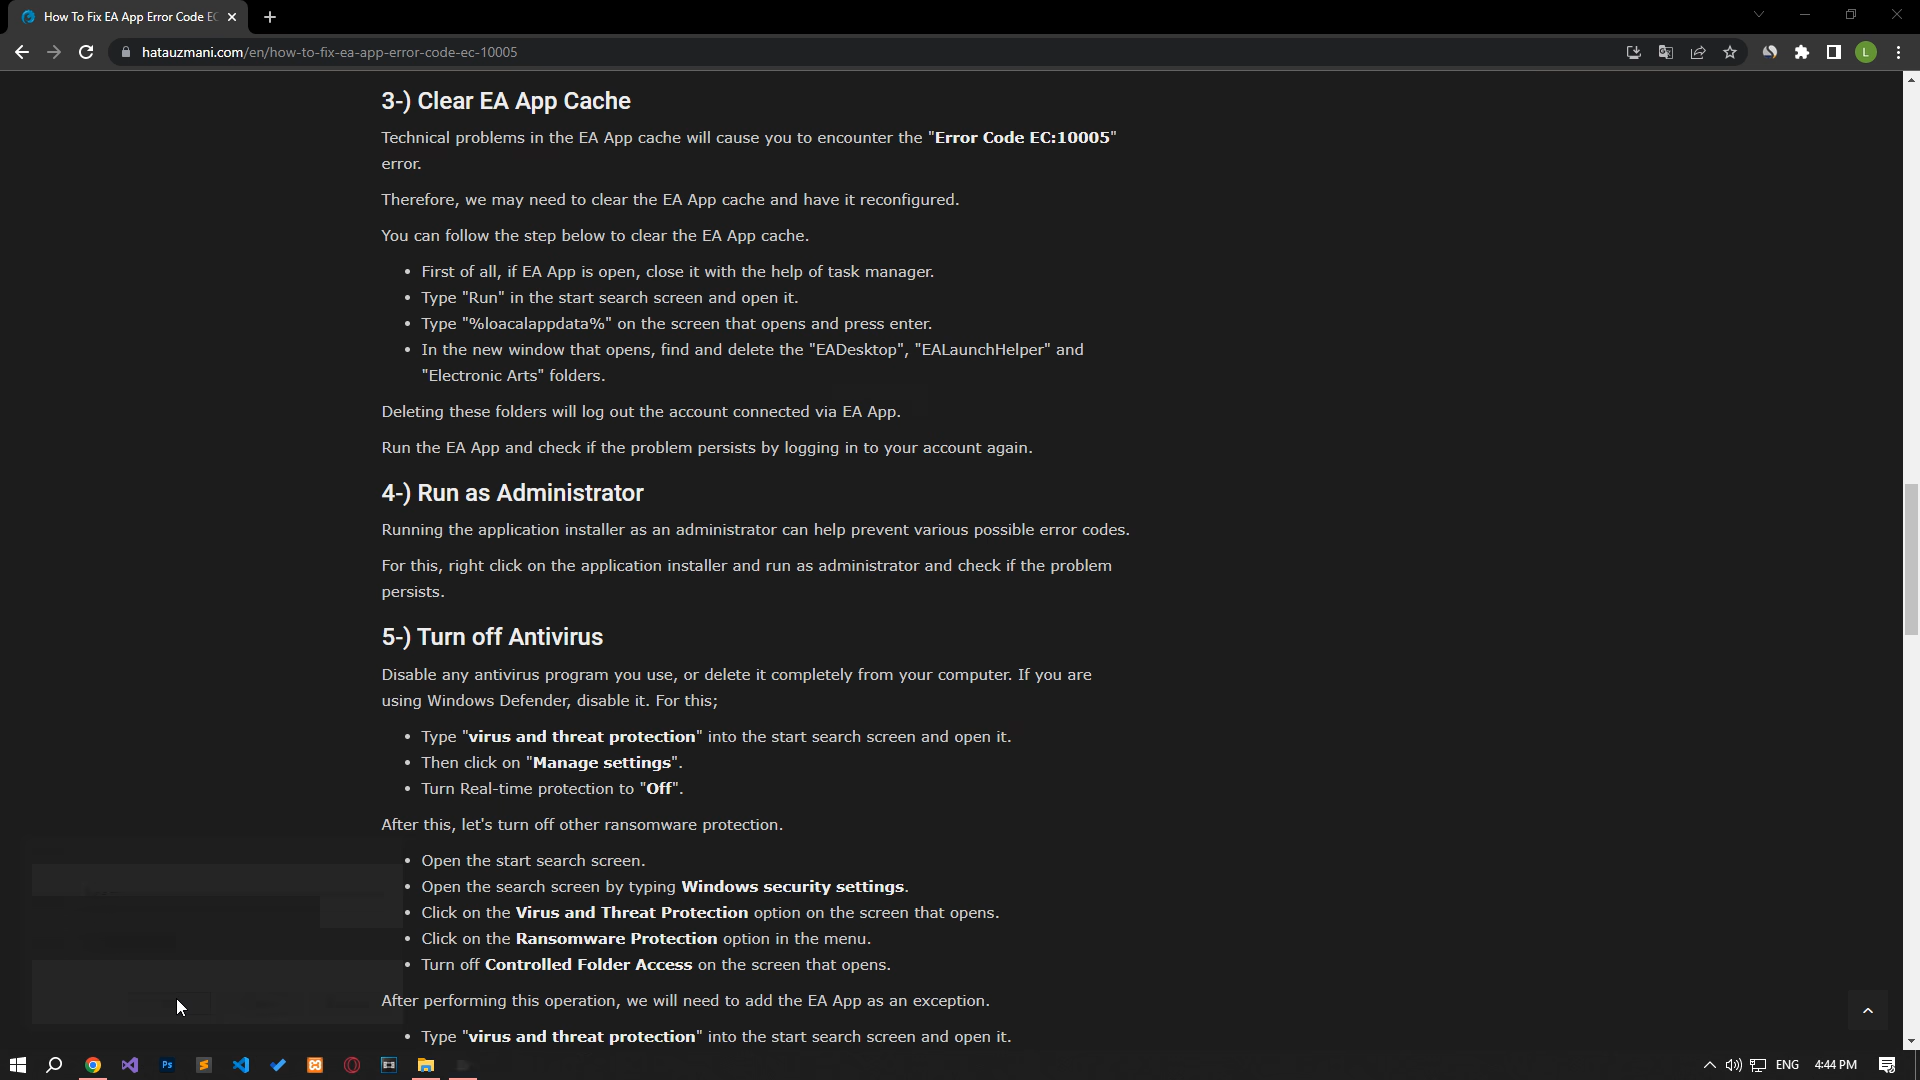 How To Fix EA App Error Code EC
hatauzmani.com/en/how-to-fix-ea-app-error-code-ec-10005
L
3-) Clear EA App Cache
Technical problems in the EA App cache will cause you to encounter the "Error Code EC:10005"
error.
Therefore, we may need to clear the EA App cache and have it reconfigured.
You can follow the step below to clear the EA App cache.
• First of all, if EA App is open, close it with the help of task manager.
• Type "Run" in the start search screen and open it.
• Type "%loacalappdata%" on the screen that opens and press enter.
• In the new window that opens, find and delete the "EADesktop", "EALaunchHelper" and
"Electronic Arts" folders.
Deleting these folders will log out the account connected via EA App.
Run the EA App and check if the problem persists by logging in to your account again.
4-) Run as Administrator
Running the application installer as an administrator can help prevent various possible error codes.
For this, right click on the application installer and run as administrator and check if the problem
persists.
5-) Turn off Antivirus
Disable any antivirus program you use, or delete it completely from your computer. If you are
using Windows Defender, disable it. For this;
• Type "virus and threat protection" into the start search screen and open it.
• Then click on "Manage settings".
• Turn Real-time protection to "Off".
After this, let's turn off other ransomware protection.
• Open the start search screen.
• Open the search screen by typing Windows security settings.
• Click on the Virus and Threat Protection option on the screen that opens.
• Click on the Ransomware Protection option in the menu.
• Turn off Controlled Folder Access on the screen that opens.
After performing this operation, we will need to add the EA App as an exception.
• Type "virus and threat protection" into the start search screen and open it.
Ps
ENG
4:44 PM